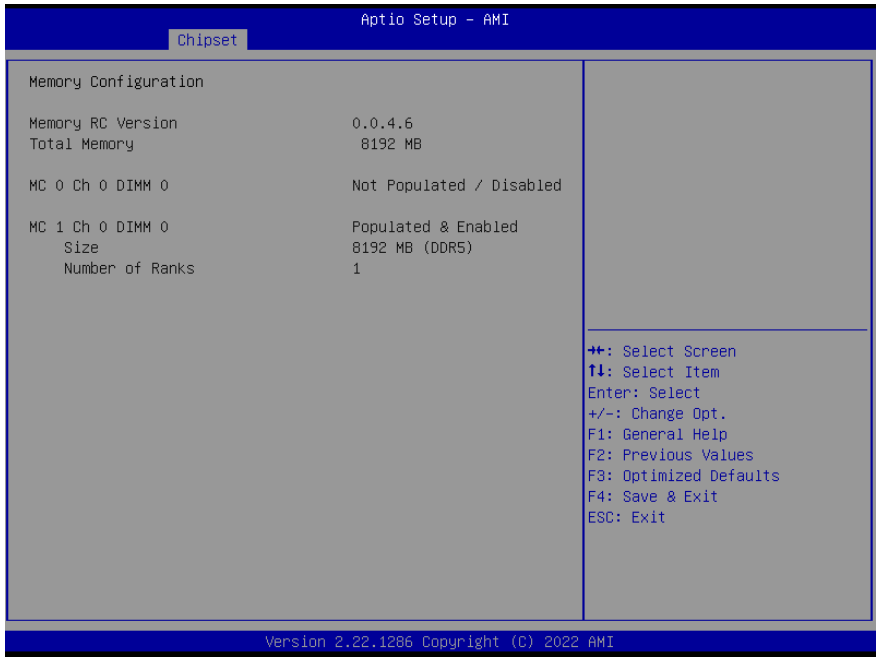 Aptio Setup – AMI
Chipset
Memory Configuration
Memory RC Version 0.0.4.6
Total Memory 8192 MB
MC 0 Ch 0 DIMM 0 Not Populated / Disabled
MC 1 Ch 0 DIMM 0 Populated & Enabled
Size 8192 MB (DDR5)
Number of Ranks 1
→←: Select Screen
↑↓: Select Item
Enter: Select
+/-: Change Opt.
F1: General Help
F2: Previous Values
F3: Optimized Defaults
F4: Save & Exit
ESC: Exit
Version 2.22.1286 Copyright (C) 2022 AMI